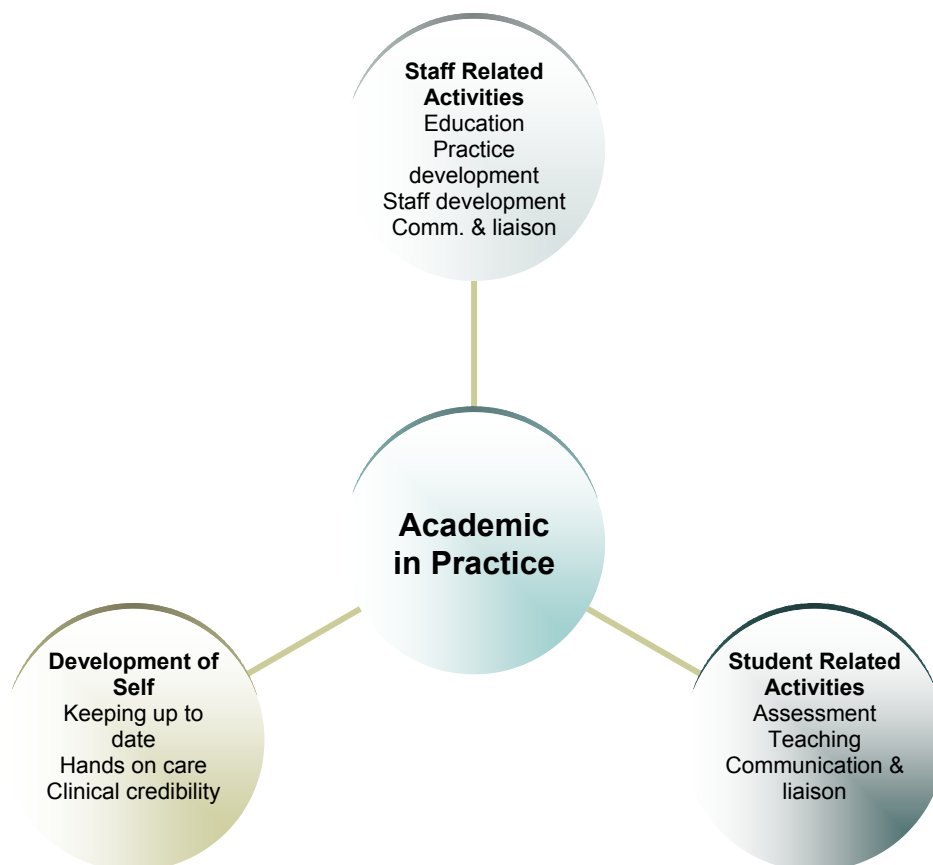 Staff Related
Activities
Education
Practice
development
Staff development
Comm. & liaison
Academic
in Practice
Development of
Self
Keeping up to
date
Hands on care
Clinical credibility
Student Related
Activities
Assessment
Teaching
Communication &
liaison